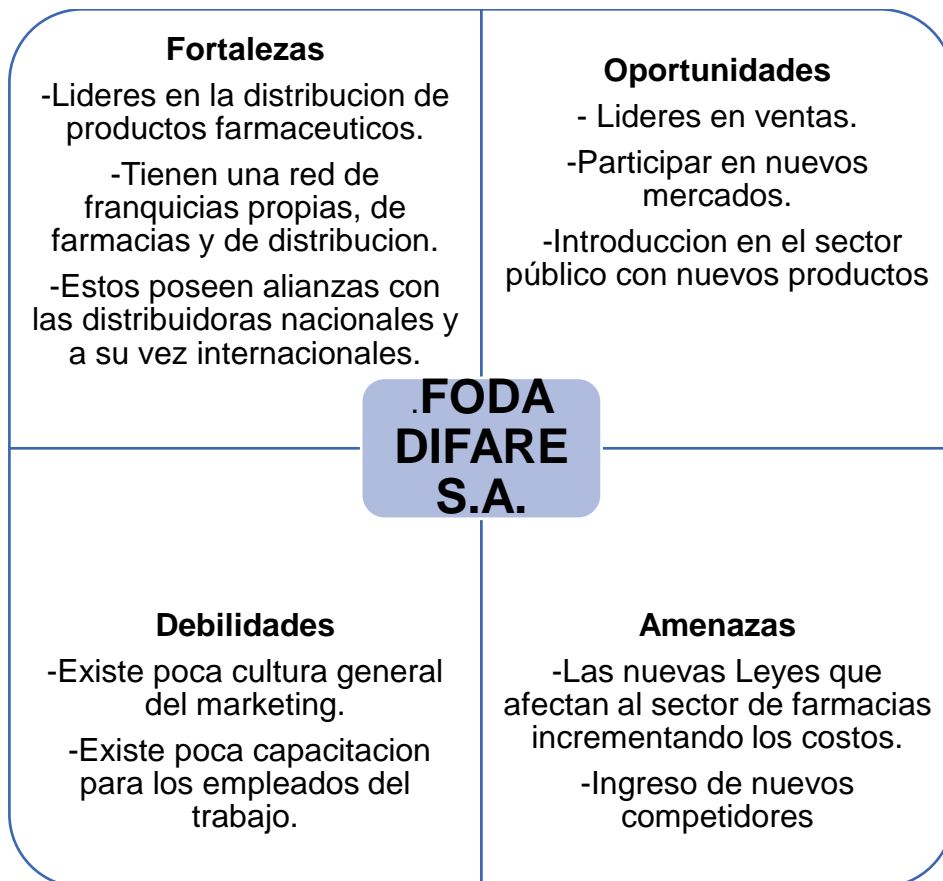 Fortalezas
-Lideres en la distribucion de
productos farmaceuticos.
-Tienen una red de
franquicias propias, de
farmacias y de distribucion.
-Estos poseen alianzas con
las distribuidoras nacionales y
a su vez internacionales.
Oportunidades
- Lideres en ventas.
-Participar en nuevos
mercados.
-Introduccion en el sector
público con nuevos productos
.FODA
DIFARE
S.A.
Debilidades
-Existe poca cultura general
del marketing.
-Existe poca capacitacion
para los empleados del
trabajo.
Amenazas
-Las nuevas Leyes que
afectan al sector de farmacias
incrementando los costos.
-Ingreso de nuevos
competidores